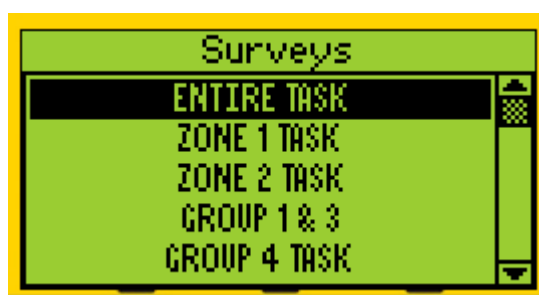 Surveys
ENTIRE TASK
ZONE 1 TASK
ZONE 2 TASK
GROUP 1 & 3
GROUP 4 TASK